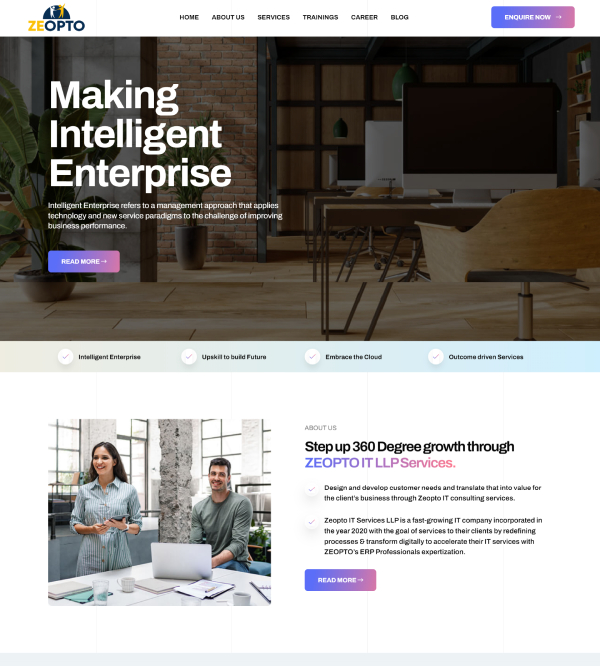 ZEOPTO
HOME ABOUT US SERVICES TRAININGS CAREER BLOG
ENQUIRE NOW →
Making
Intelligent
Enterprise
Intelligent Enterprise refers to a management approach that applies
technology and new service paradigms to the challenge of improving
business performance.
READ MORE →
Intelligent Enterprise
Upskill to build Future
Embrace the Cloud
Outcome driven Services
ABOUT US
Step up 360 Degree growth through
ZEOPTO IT LLP Services.
Design and develop customer needs and translate that into value for
the client's business through Zeopto IT consulting services.
Zeopto IT Services LLP is a fast-growing IT company incorporated in
the year 2020 with the goal of services to their clients by redefining
processes & transform digitally to accelerate their IT services with
ZEOPTO's ERP Professionals expertization.
READ MORE →